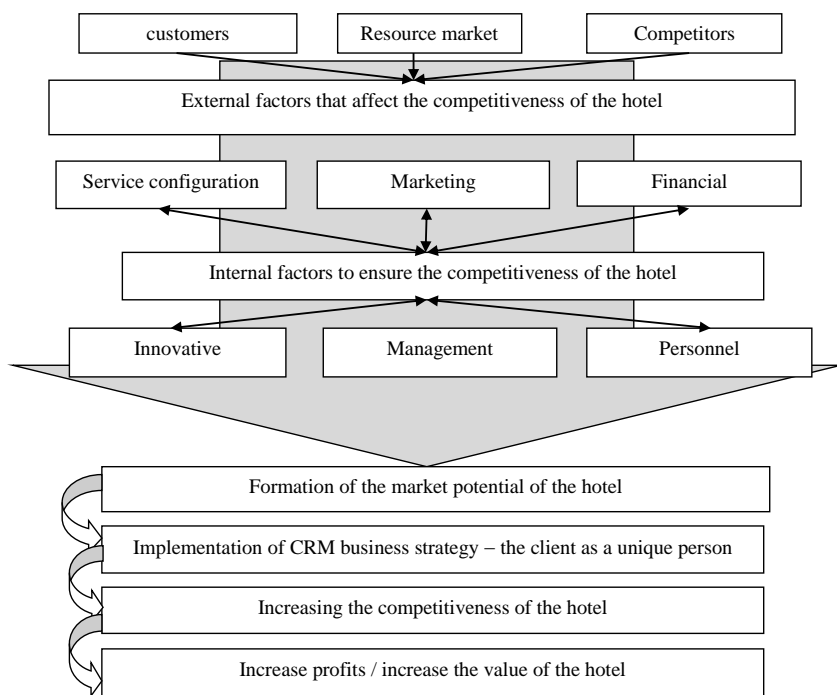 customers
Resource market
Competitors
External factors that affect the competitiveness of the hotel
Service configuration
Marketing
Financial
Internal factors to ensure the competitiveness of the hotel
Innovative
Management
Personnel
Formation of the market potential of the hotel
Implementation of CRM business strategy – the client as a unique person
Increasing the competitiveness of the hotel
Increase profits / increase the value of the hotel